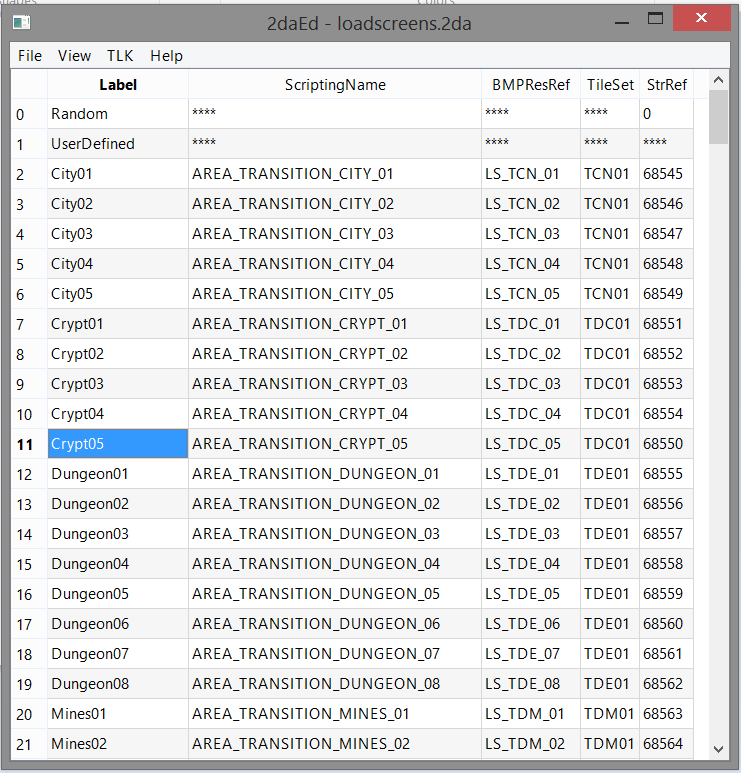 2daEd - loadscreens.2da
File View TLK Help
Label ScriptingName BMPResRef TileSet StrRef
0 Random **** **** **** 0
1 UserDefined **** **** **** ****
2 City01 AREA_TRANSITION_CITY_01 LS_TCN_01 TCN01 68545
3 City02 AREA_TRANSITION_CITY_02 LS_TCN_02 TCN01 68546
4 City03 AREA_TRANSITION_CITY_03 LS_TCN_03 TCN01 68547
5 City04 AREA_TRANSITION_CITY_04 LS_TCN_04 TCN01 68548
6 City05 AREA_TRANSITION_CITY_05 LS_TCN_05 TCN01 68549
7 Crypt01 AREA_TRANSITION_CRYPT_01 LS_TDC_01 TDC01 68551
8 Crypt02 AREA_TRANSITION_CRYPT_02 LS_TDC_02 TDC01 68552
9 Crypt03 AREA_TRANSITION_CRYPT_03 LS_TDC_03 TDC01 68553
10 Crypt04 AREA_TRANSITION_CRYPT_04 LS_TDC_04 TDC01 68554
11 Crypt05 AREA_TRANSITION_CRYPT_05 LS_TDC_05 TDC01 68550
12 Dungeon01 AREA_TRANSITION_DUNGEON_01 LS_TDE_01 TDE01 68555
13 Dungeon02 AREA_TRANSITION_DUNGEON_02 LS_TDE_02 TDE01 68556
14 Dungeon03 AREA_TRANSITION_DUNGEON_03 LS_TDE_03 TDE01 68557
15 Dungeon04 AREA_TRANSITION_DUNGEON_04 LS_TDE_04 TDE01 68558
16 Dungeon05 AREA_TRANSITION_DUNGEON_05 LS_TDE_05 TDE01 68559
17 Dungeon06 AREA_TRANSITION_DUNGEON_06 LS_TDE_06 TDE01 68560
18 Dungeon07 AREA_TRANSITION_DUNGEON_07 LS_TDE_07 TDE01 68561
19 Dungeon08 AREA_TRANSITION_DUNGEON_08 LS_TDE_08 TDE01 68562
20 Mines01 AREA_TRANSITION_MINES_01 LS_TDM_01 TDM01 68563
21 Mines02 AREA_TRANSITION_MINES_02 LS_TDM_02 TDM01 68564